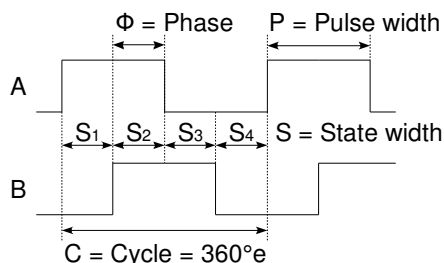 Φ = Phase P = Pulse width
A
S₁ S₂ S₃ S₄ S = State width
B
C = Cycle = 360°e